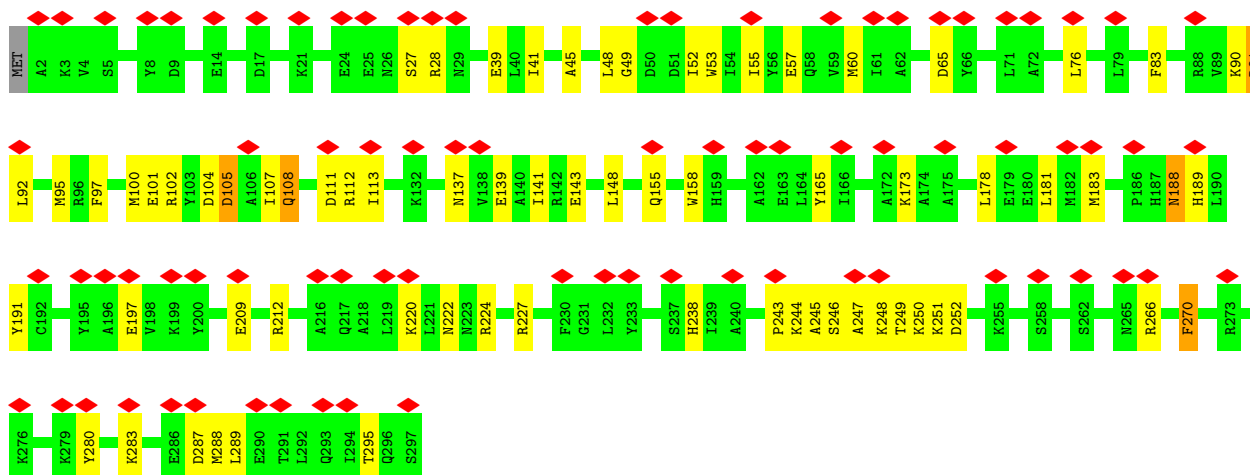 MET A2 K3 V4 S5 Y8 D9 E14 D17 K21 E24 E25 N26 S27 R28 N29 E39 L40 I41 A45 L48 G49 D50 D51 I52 W53 I54 I55 Y56 E57 Q58 V59 M60 I61 A62 D65 Y66 L71 A72 L76 L79 F83 R88 V89 K90
L92 M95 R96 F97 M100 E101 R102 Y103 D104 D105 A106 I107 Q108 D111 R112 I113 K132 N137 V138 E139 A140 I141 R142 E143 L148 Q155 W158 H159 A162 E163 L164 Y165 I166 A172 K173 A174 A175 L178 E179 E180 L181 M182 M183 P186 H187 N188 H189 L190
Y191 C192 Y195 A196 E197 V198 K199 Y200 E209 R212 A216 Q217 A218 L219 K220 L221 N222 N223 R224 R227 F230 G231 L232 Y233 S237 H238 T239 A240 P243 K244 A245 S246 A247 K248 T249 K250 K251 D252 K255 S258 S262 N265 R266 F270 R273
K276 K279 Y280 K283 E286 D287 M288 L289 E290 T291 L292 Q293 I294 T295 Q296 S297